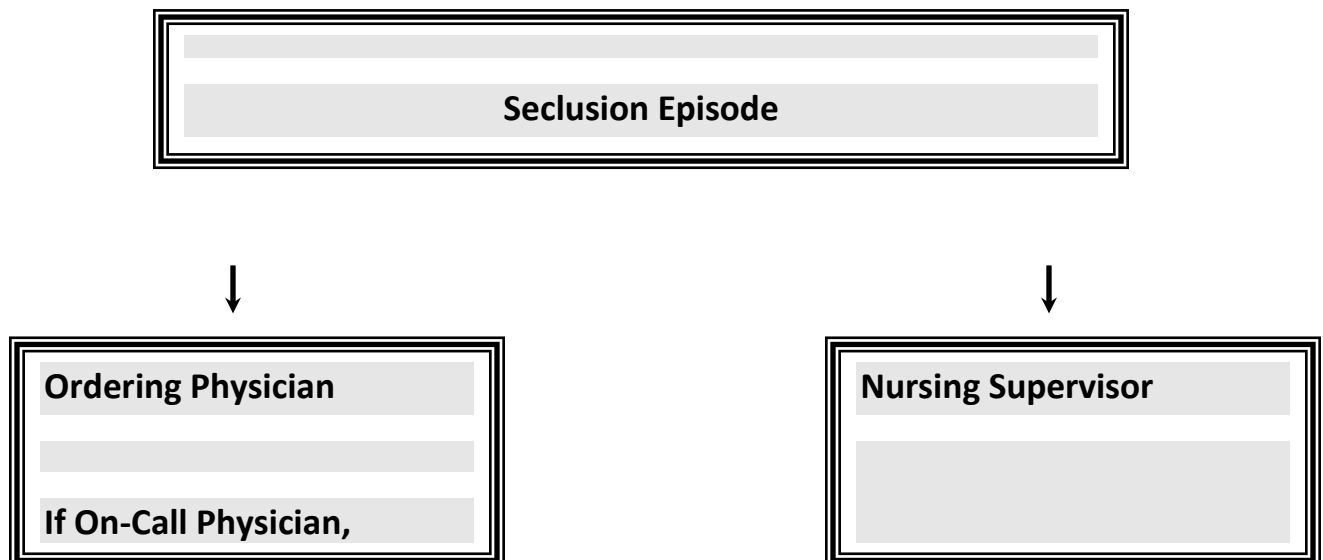 Seclusion Episode
Ordering Physician
Nursing Supervisor
If On-Call Physician,